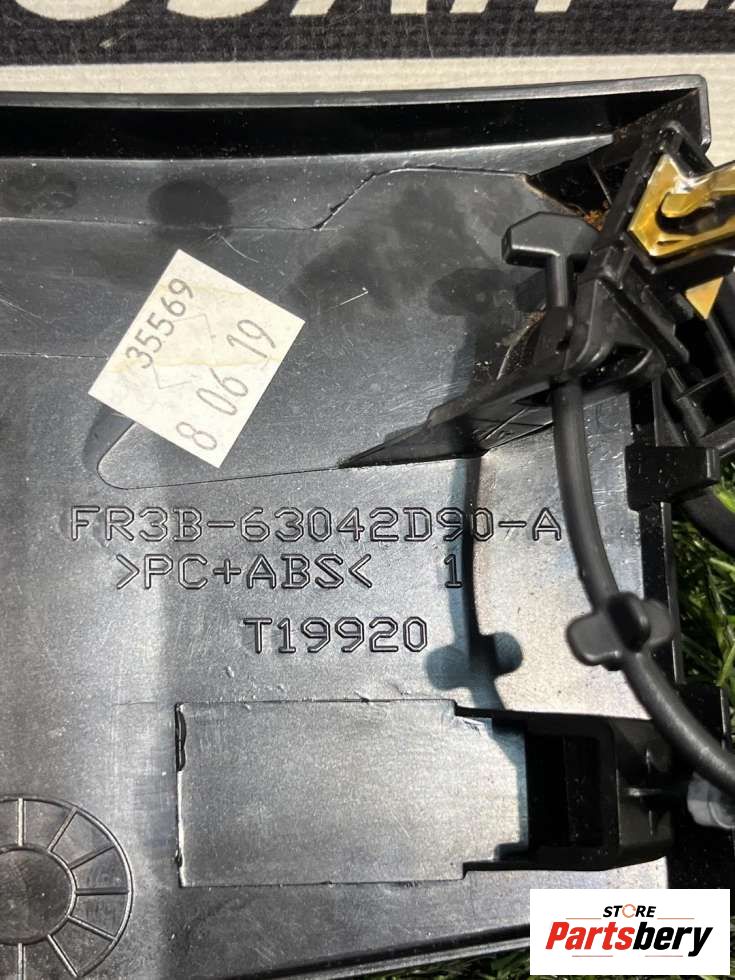 35569
8 06 19
FR3B-63042D90-A
>PC+ABS< 1
T19920
STORE
Partsbery